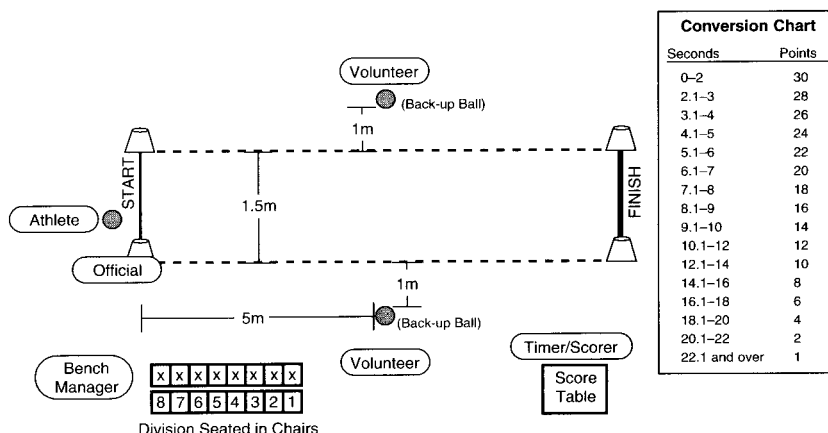 Conversion Chart
Seconds Points
0–2 30
2.1–3 28
3.1–4 26
4.1–5 24
5.1–6 22
6.1–7 20
7.1–8 18
8.1–9 16
9.1–10 14
10.1–12 12
12.1–14 10
14.1–16 8
16.1–18 6
18.1–20 4
20.1–22 2
22.1 and over 1
Volunteer
(Back-up Ball)
1m
START
FINISH
1.5m
Athlete
Official
1m
5m
(Back-up Ball)
Volunteer
Timer/Scorer
Score
Table
Bench
Manager
x x x x x x x x
8 7 6 5 4 3 2 1
Division Seated in Chairs